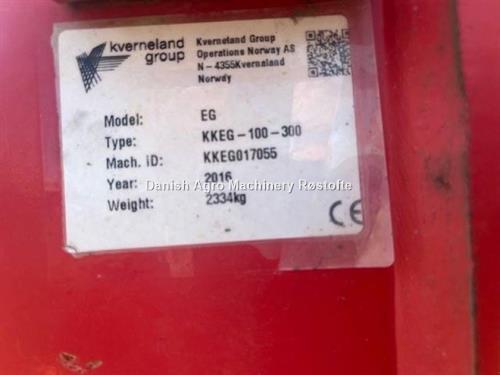 kverneland
group
Kverneland Group
Operations Norway AS
N-4355Kvernaland
Norway
Model: EG
Type: KKEG-100-300
Mach. ID: KKEG017055
Year: 2016
Danish Agro Machinery Røstofte
Weight: 2334kg
CE